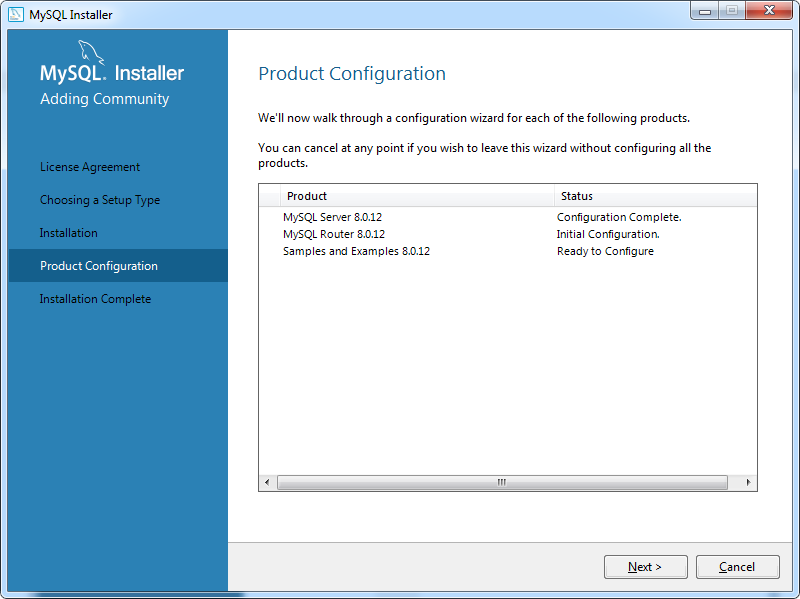 MySQL Installer
MySQL. Installer
Adding Community
License Agreement
Choosing a Setup Type
Installation
Product Configuration
Installation Complete
Product Configuration
We'll now walk through a configuration wizard for each of the following products.
You can cancel at any point if you wish to leave this wizard without configuring all the
products.
Product Status
MySQL Server 8.0.12 Configuration Complete.
MySQL Router 8.0.12 Initial Configuration.
Samples and Examples 8.0.12 Ready to Configure
Next > Cancel